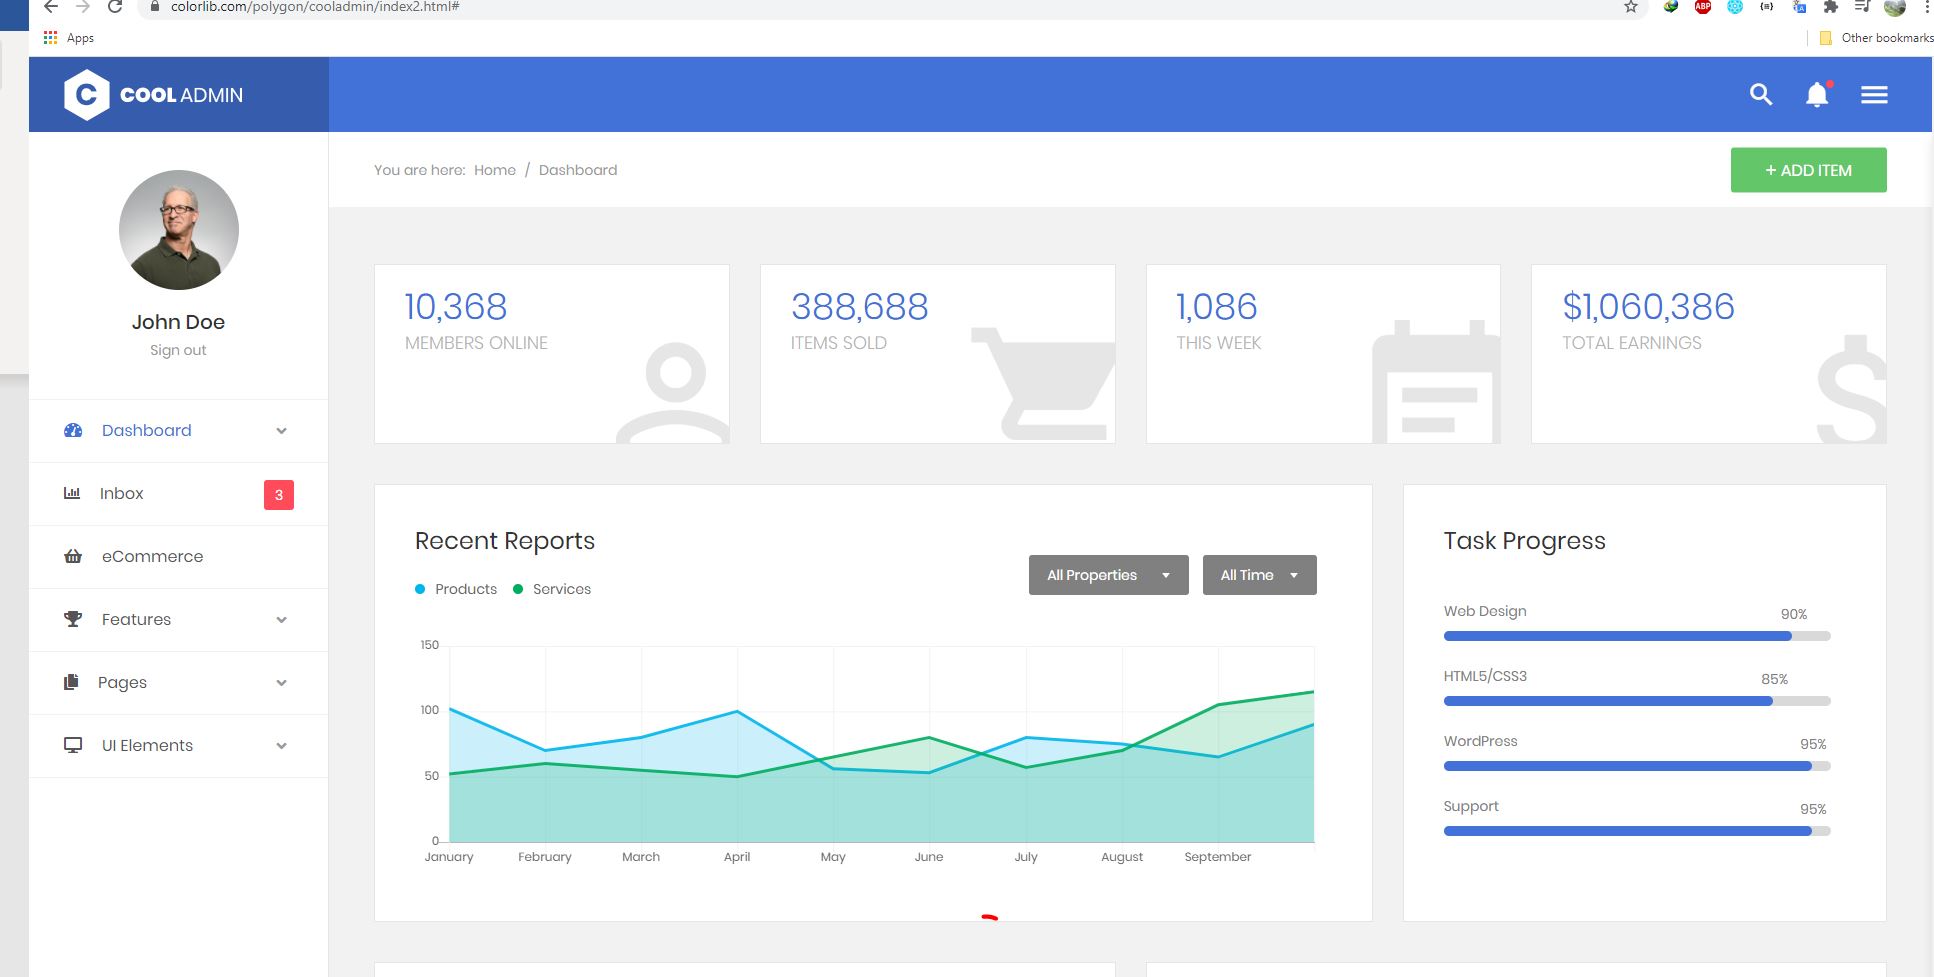 colorlib.com/polygon/cooladmin/index2.html#
ABP
Apps
Other bookmarks
C COOL ADMIN
You are here: Home / Dashboard
+ ADD ITEM
John Doe
Sign out
Dashboard
Inbox 3
eCommerce
Features
Pages
UI Elements
10,368
MEMBERS ONLINE
388,688
ITEMS SOLD
1,086
THIS WEEK
$1,060,386
TOTAL EARNINGS
Recent Reports
All Properties All Time
Products Services
150
100
50
0
January February March April May June July August September
Task Progress
Web Design 90%
HTML5/CSS3 85%
WordPress 95%
Support 95%